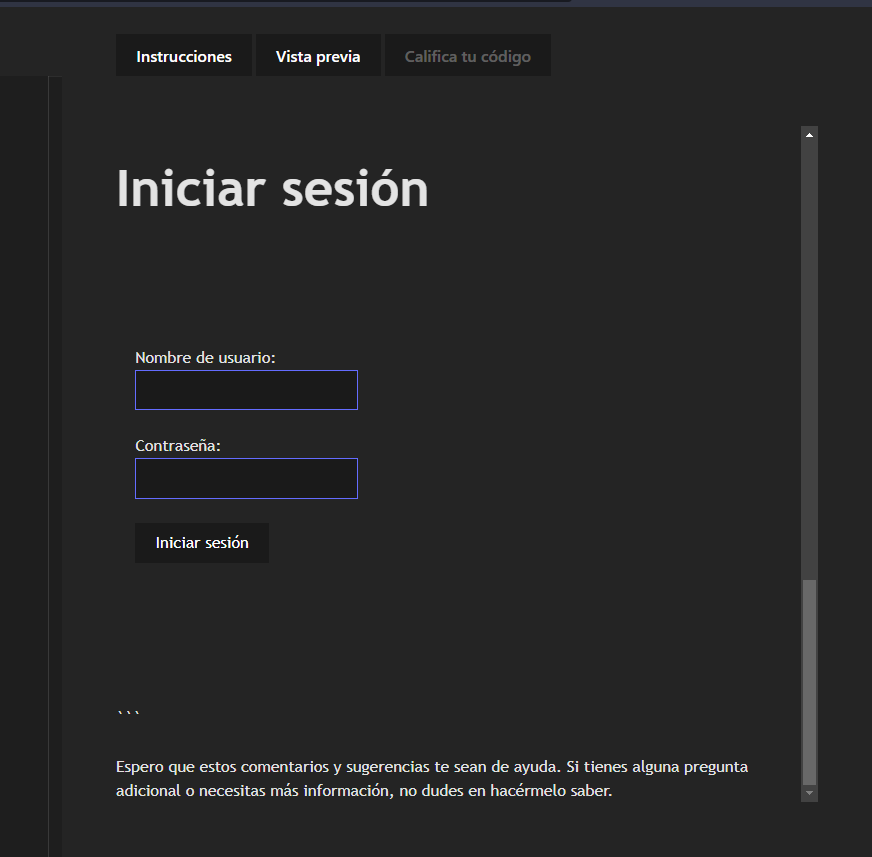 Instrucciones Vista previa Califica tu código
Iniciar sesión
Nombre de usuario:
Contraseña:
Iniciar sesión
```
Espero que estos comentarios y sugerencias te sean de ayuda. Si tienes alguna pregunta
adicional o necesitas más información, no dudes en hacérmelo saber.